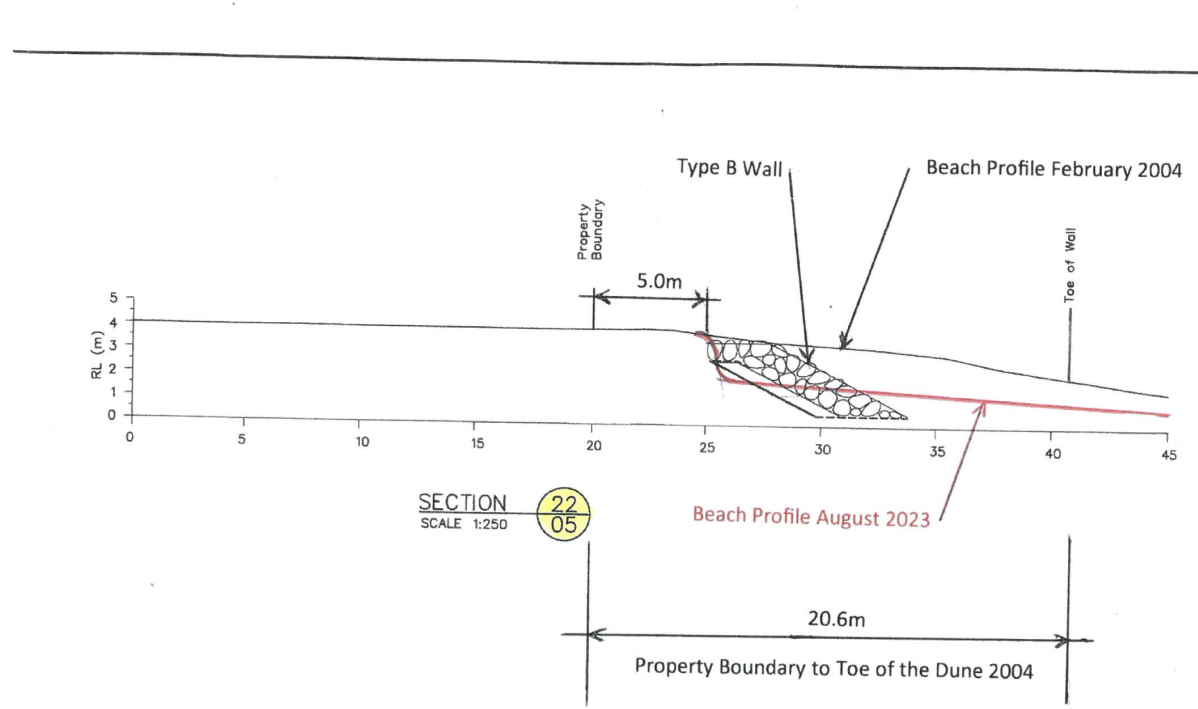 Type B Wall
Beach Profile February 2004
Property
Boundary
Toe of Wall
5.0m
5
4
3
2
1
0
RL (m)
0
5
10
15
20
25
30
35
40
45
SECTION
SCALE 1:250
22
05
Beach Profile August 2023
20.6m
Property Boundary to Toe of the Dune 2004